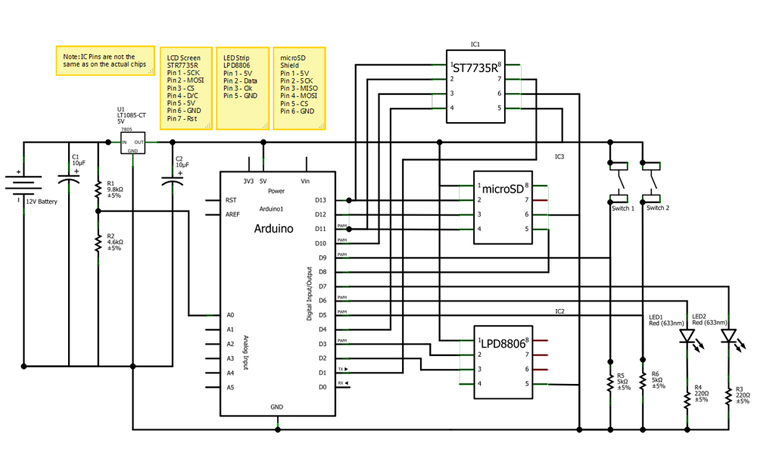 IC1
Note: IC Pins are not the
same as on the actual chips
LCD Screen
STR7735R
Pin 1 - SCK
Pin 2 - MOSI
Pin 3 - CS
Pin 4 - D/C
Pin 5 - 5V
Pin 6 - GND
Pin 7 - Rst
LED Strip
LPD8806
Pin 1 - 5V
Pin 2 - Data
Pin 3 - Clk
Pin 5 - GND
microSD
Shield
Pin 1 - 5V
Pin 2 - SCK
Pin 3 - MISO
Pin 4 - MOSI
Pin 5 - CS
Pin 6 - GND
1 ST7735R 8
2 7
3 6
4 5
U1
LT1085-CT
5V
7805
IN OUT
GND
C1
10µF
C2
10µF
12V Battery
R1
9.8kΩ
±5%
R2
4.6kΩ
±5%
3V3 5V Vin
Power
Arduino1
Arduino
RST
AREF
A0
A1
A2
A3
A4
A5
Analog Input
Digital Input/Output
D13
D12
PWM D11
PWM D10
PWM D9
D8
D7
PWM D6
PWM D5
D4
PWM D3
D2
D1 TX
D0 RX
GND
IC3
1 microSD 8
2 7
3 6
4 5
Switch 1
Switch 2
IC2
1 LPD8806 8
2 7
3 6
4 5
LED1
Red (633nm)
LED2
Red (633nm)
R5
5kΩ
±5%
R6
5kΩ
±5%
R4
220Ω
±5%
R3
220Ω
±5%